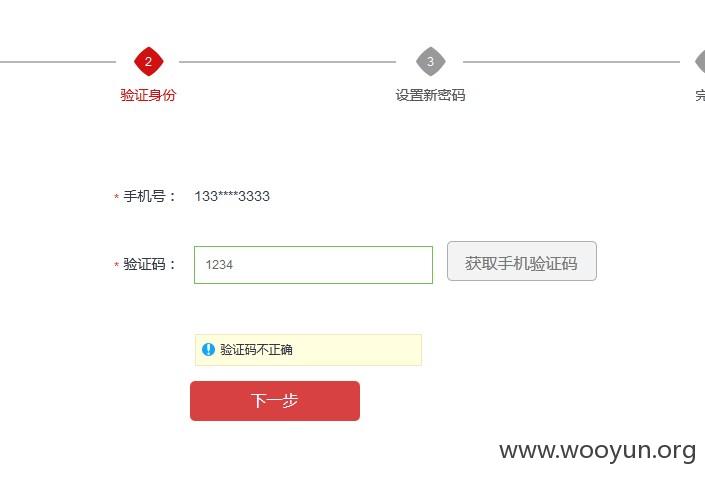 2
3
验证身份
设置新密码
完
* 手机号： 133****3333
* 验证码： 1234 获取手机验证码
验证码不正确
下一步
www.wooyun.org